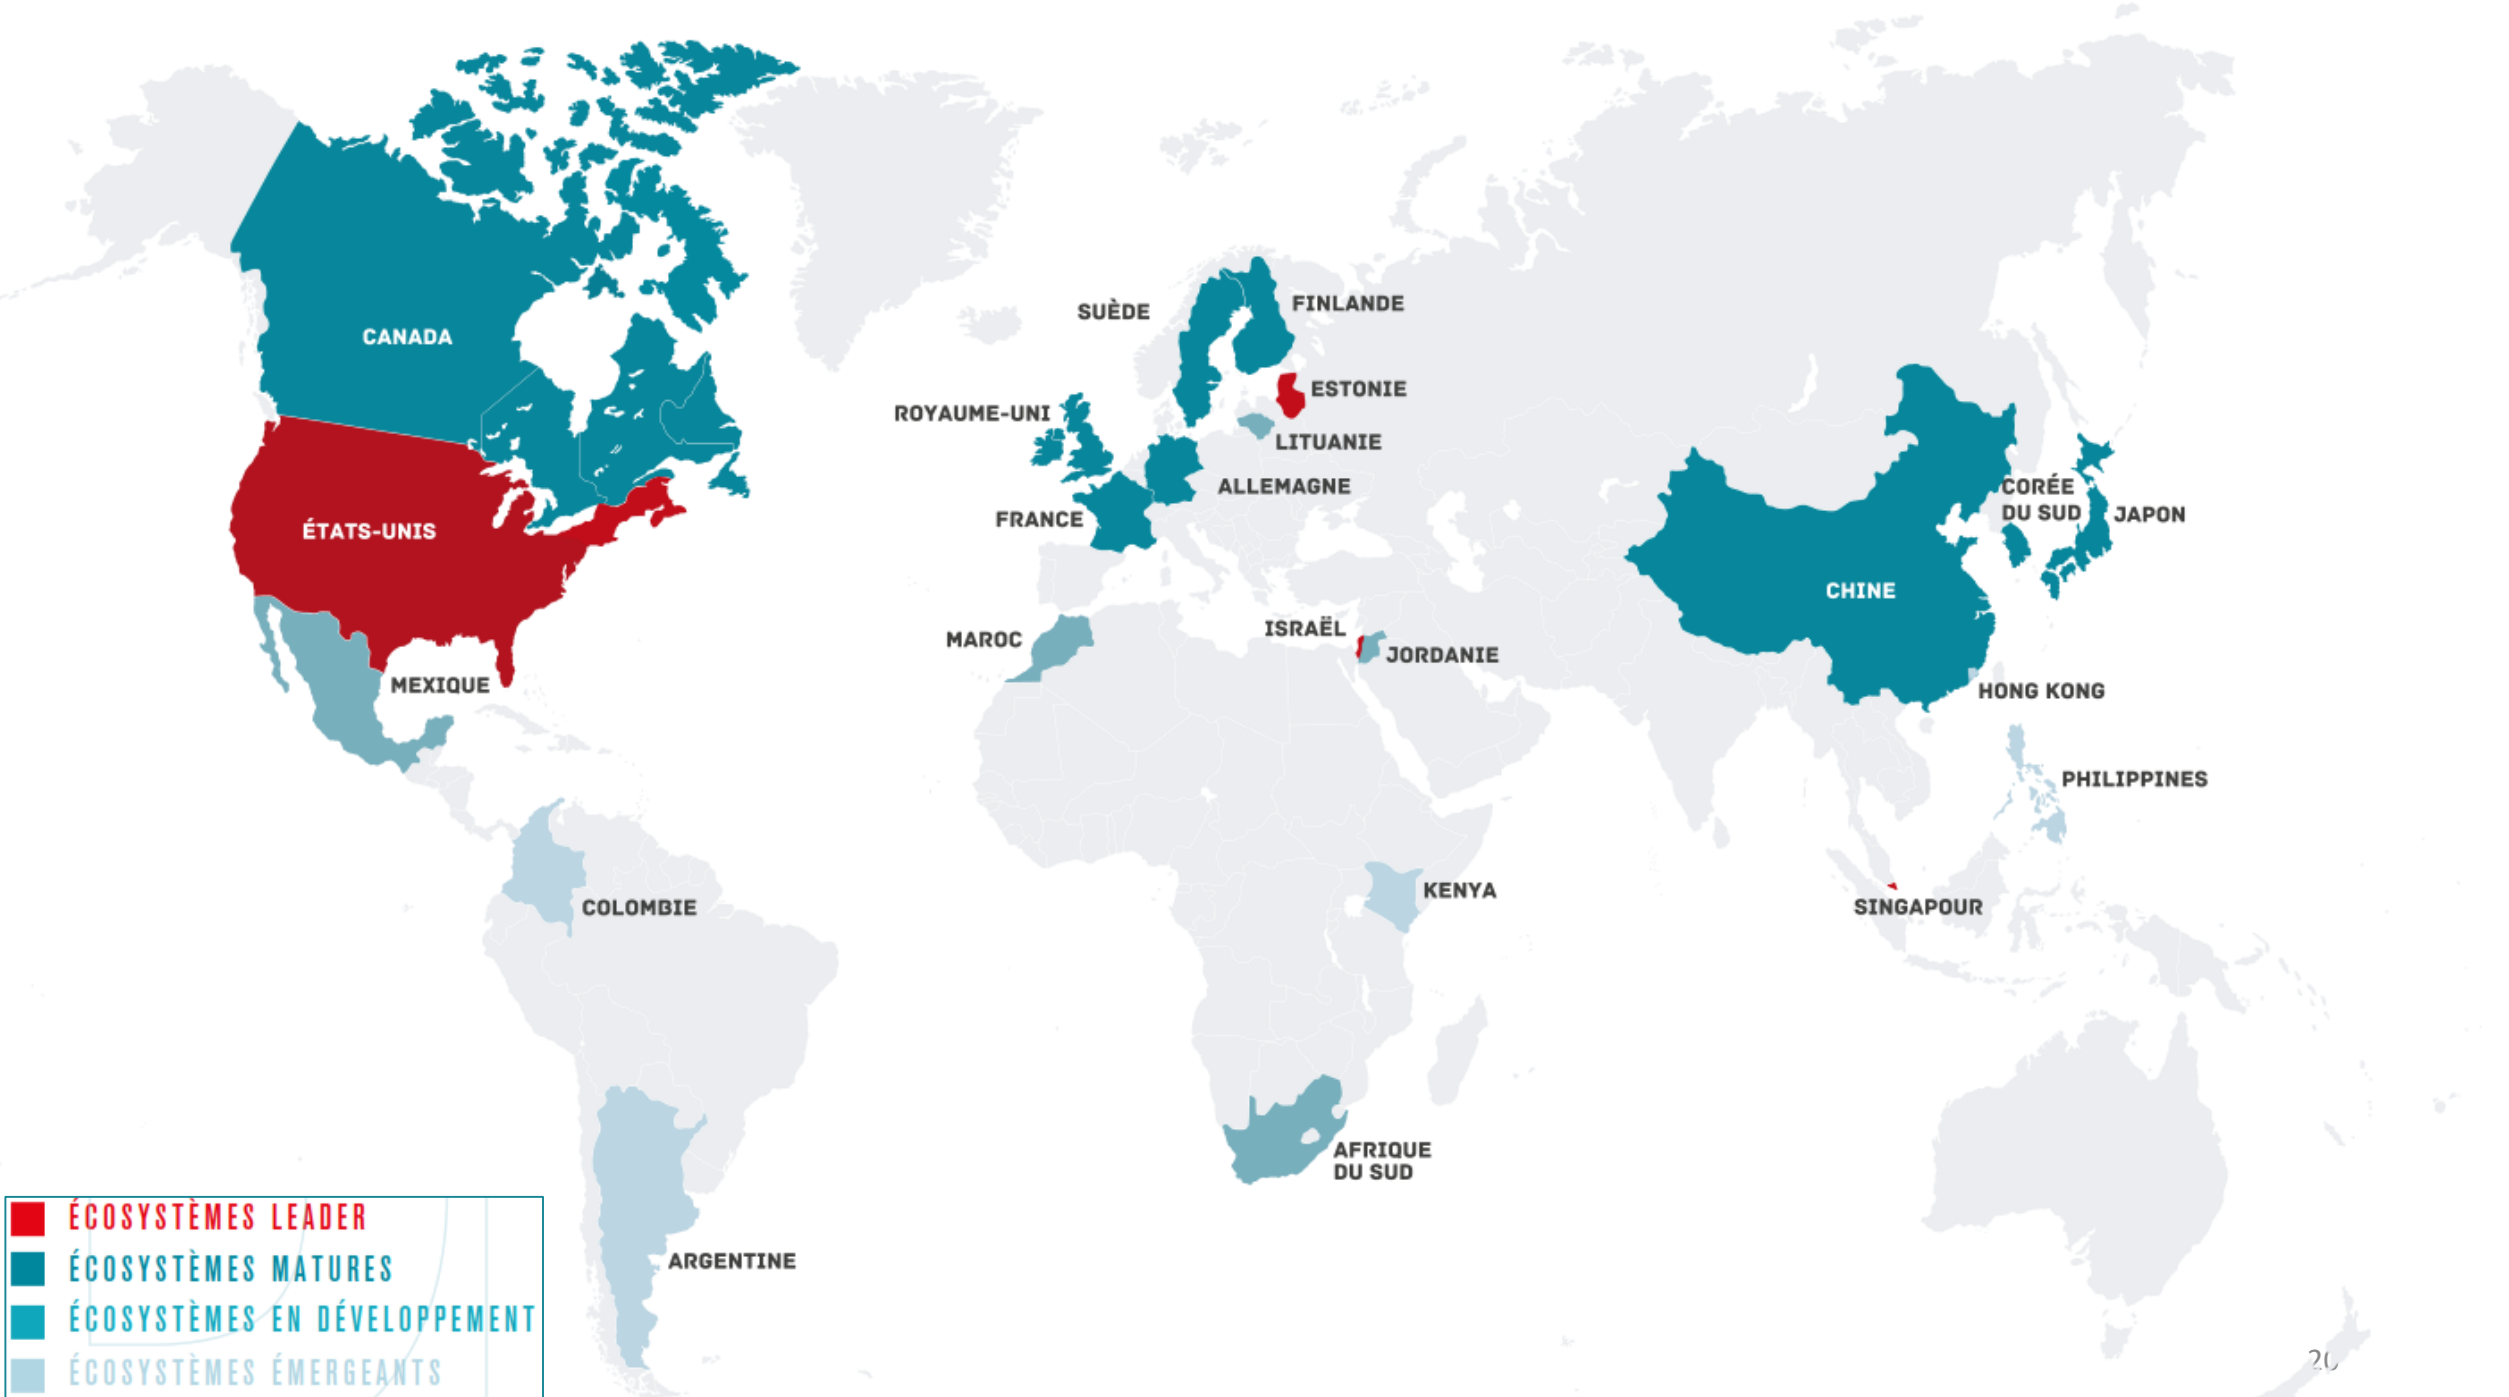 CANADA
ÉTATS-UNIS
MEXIQUE
COLOMBIE
ARGENTINE
SUÈDE
FINLANDE
ESTONIE
ROYAUME-UNI
LITUANIE
ALLEMAGNE
FRANCE
MAROC
ISRAËL
JORDANIE
KENYA
AFRIQUE
DU SUD
CORÉE
DU SUD
JAPON
CHINE
HONG KONG
PHILIPPINES
SINGAPOUR
ÉCOSYSTÈMES LEADER
ÉCOSYSTÈMES MATURES
ÉCOSYSTÈMES EN DÉVELOPPEMENT
ÉCOSYSTÈMES ÉMERGEANTS
20